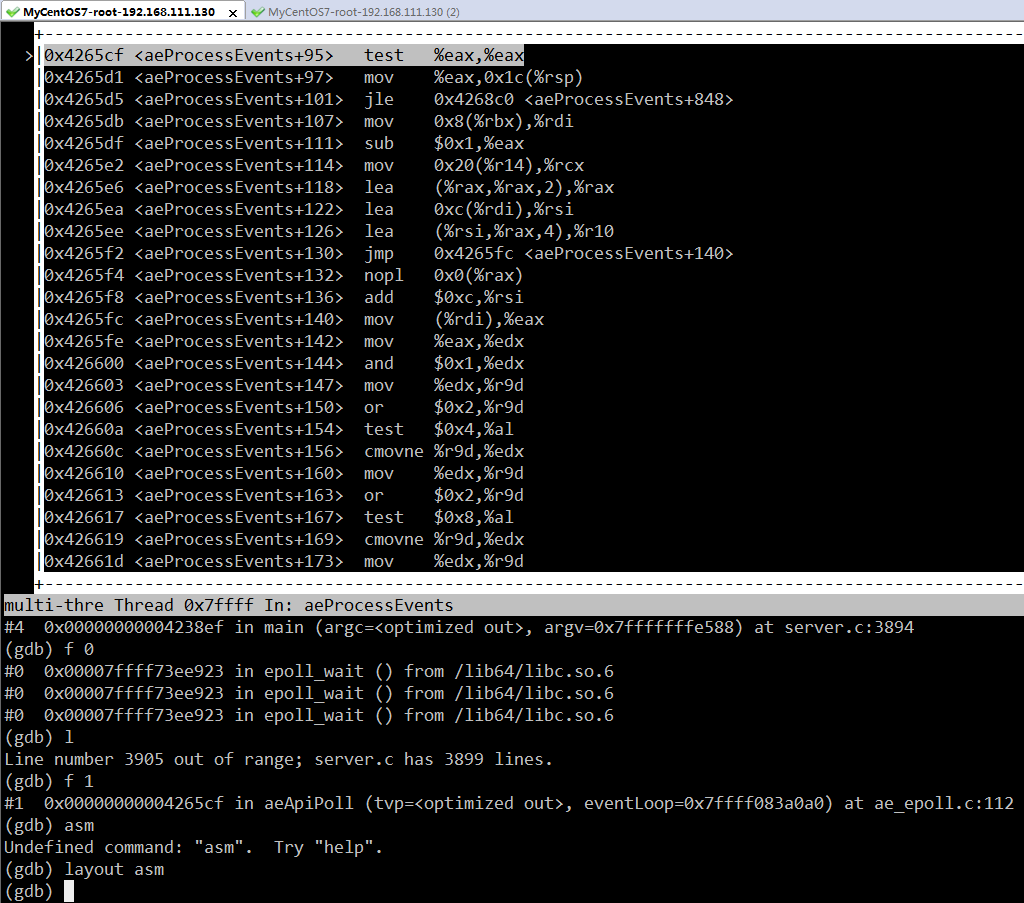 MyCentOS7-root-192.168.111.130 x MyCentOS7-root-192.168.111.130 (2)
>0x4265cf <aeProcessEvents+95> test %eax,%eax
0x4265d1 <aeProcessEvents+97> mov %eax,0x1c(%rsp)
0x4265d5 <aeProcessEvents+101> jle 0x4268c0 <aeProcessEvents+848>
0x4265db <aeProcessEvents+107> mov 0x8(%rbx),%rdi
0x4265df <aeProcessEvents+111> sub $0x1,%eax
0x4265e2 <aeProcessEvents+114> mov 0x20(%r14),%rcx
0x4265e6 <aeProcessEvents+118> lea (%rax,%rax,2),%rax
0x4265ea <aeProcessEvents+122> lea 0xc(%rdi),%rsi
0x4265ee <aeProcessEvents+126> lea (%rsi,%rax,4),%r10
0x4265f2 <aeProcessEvents+130> jmp 0x4265fc <aeProcessEvents+140>
0x4265f4 <aeProcessEvents+132> nopl 0x0(%rax)
0x4265f8 <aeProcessEvents+136> add $0xc,%rsi
0x4265fc <aeProcessEvents+140> mov (%rdi),%eax
0x4265fe <aeProcessEvents+142> mov %eax,%edx
0x426600 <aeProcessEvents+144> and $0x1,%edx
0x426603 <aeProcessEvents+147> mov %edx,%r9d
0x426606 <aeProcessEvents+150> or $0x2,%r9d
0x42660a <aeProcessEvents+154> test $0x4,%al
0x42660c <aeProcessEvents+156> cmovne %r9d,%edx
0x426610 <aeProcessEvents+160> mov %edx,%r9d
0x426613 <aeProcessEvents+163> or $0x2,%r9d
0x426617 <aeProcessEvents+167> test $0x8,%al
0x426619 <aeProcessEvents+169> cmovne %r9d,%edx
0x42661d <aeProcessEvents+173> mov %edx,%r9d
multi-thre Thread 0x7ffff In: aeProcessEvents
#4 0x00000000004238ef in main (argc=<optimized out>, argv=0x7fffffffe588) at server.c:3894
(gdb) f 0
#0 0x00007ffff73ee923 in epoll_wait () from /lib64/libc.so.6
#0 0x00007ffff73ee923 in epoll_wait () from /lib64/libc.so.6
#0 0x00007ffff73ee923 in epoll_wait () from /lib64/libc.so.6
(gdb) l
Line number 3905 out of range; server.c has 3899 lines.
(gdb) f 1
#1 0x00000000004265cf in aeApiPoll (tvp=<optimized out>, eventLoop=0x7ffff083a0a0) at ae_epoll.c:112
(gdb) asm
Undefined command: "asm". Try "help".
(gdb) layout asm
(gdb)